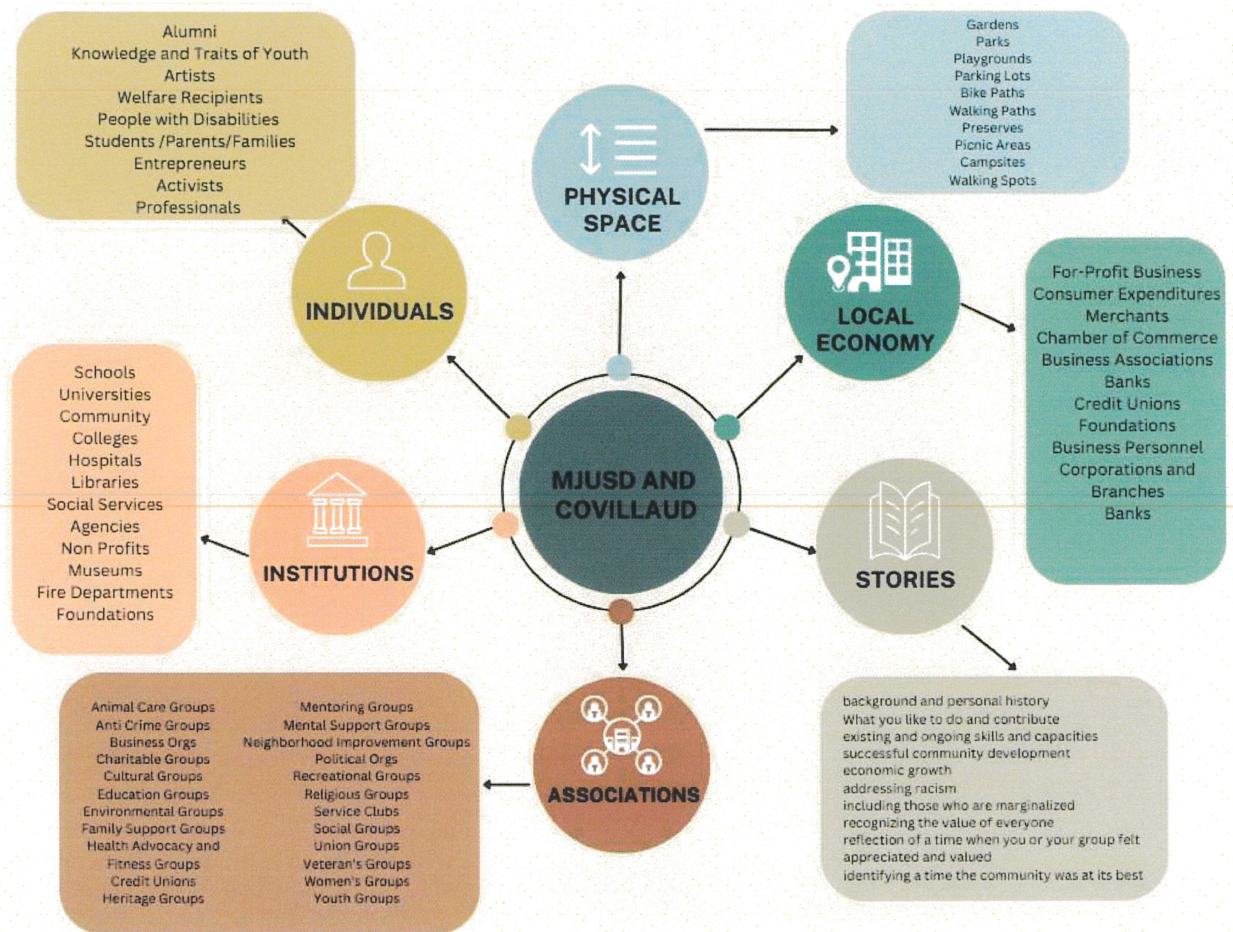 Alumni
Knowledge and Traits of Youth
Artists
Welfare Recipients
People with Disabilities
Students /Parents/Families
Entrepreneurs
Activists
Professionals
INDIVIDUALS
PHYSICAL
SPACE
Gardens
Parks
Playgrounds
Parking Lots
Bike Paths
Walking Paths
Preserves
Picnic Areas
Campsites
Walking Spots
LOCAL
ECONOMY
For-Profit Business
Consumer Expenditures
Merchants
Chamber of Commerce
Business Associations
Banks
Credit Unions
Foundations
Business Personnel
Corporations and
Branches
Banks
MJUSD AND
COVILLAUD
Schools
Universities
Community
Colleges
Hospitals
Libraries
Social Services
Agencies
Non Profits
Museums
Fire Departments
Foundations
INSTITUTIONS
STORIES
background and personal history
What you like to do and contribute
existing and ongoing skills and capacities
successful community development
economic growth
addressing racism
including those who are marginalized
recognizing the value of everyone
reflection of a time when you or your group felt
appreciated and valued
identifying a time the community was at its best
ASSOCIATIONS
Animal Care Groups
Anti Crime Groups
Business Orgs
Charitable Groups
Cultural Groups
Education Groups
Environmental Groups
Family Support Groups
Health Advocacy and
Fitness Groups
Credit Unions
Heritage Groups
Mentoring Groups
Mental Support Groups
Neighborhood Improvement Groups
Political Orgs
Recreational Groups
Religious Groups
Service Clubs
Social Groups
Union Groups
Veteran's Groups
Women's Groups
Youth Groups